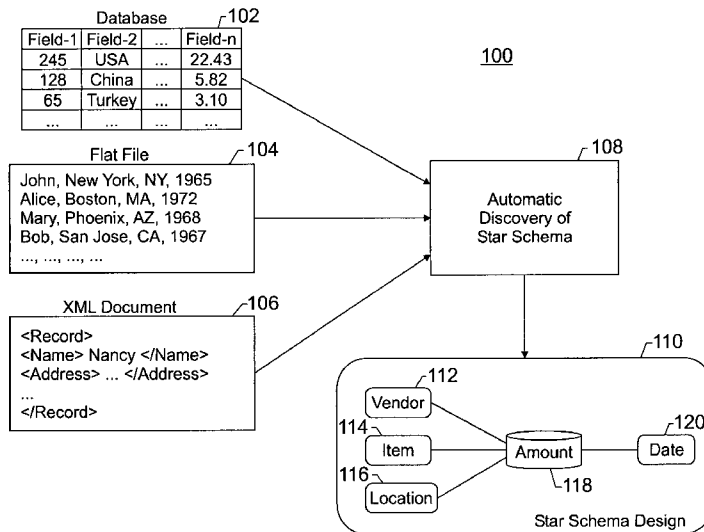 Database
102
Field-1 Field-2 ... Field-n
245 USA ... 22.43
128 China ... 5.82
65 Turkey ... 3.10
... ... ... ...
100
Flat File
104
John, New York, NY, 1965
Alice, Boston, MA, 1972
Mary, Phoenix, AZ, 1968
Bob, San Jose, CA, 1967
..., ..., ..., ...
108
Automatic
Discovery of
Star Schema
XML Document
106
<Record>
<Name> Nancy </Name>
<Address> ... </Address>
...
</Record>
110
112
Vendor
114
Item
116
Location
Amount
118
120
Date
Star Schema Design